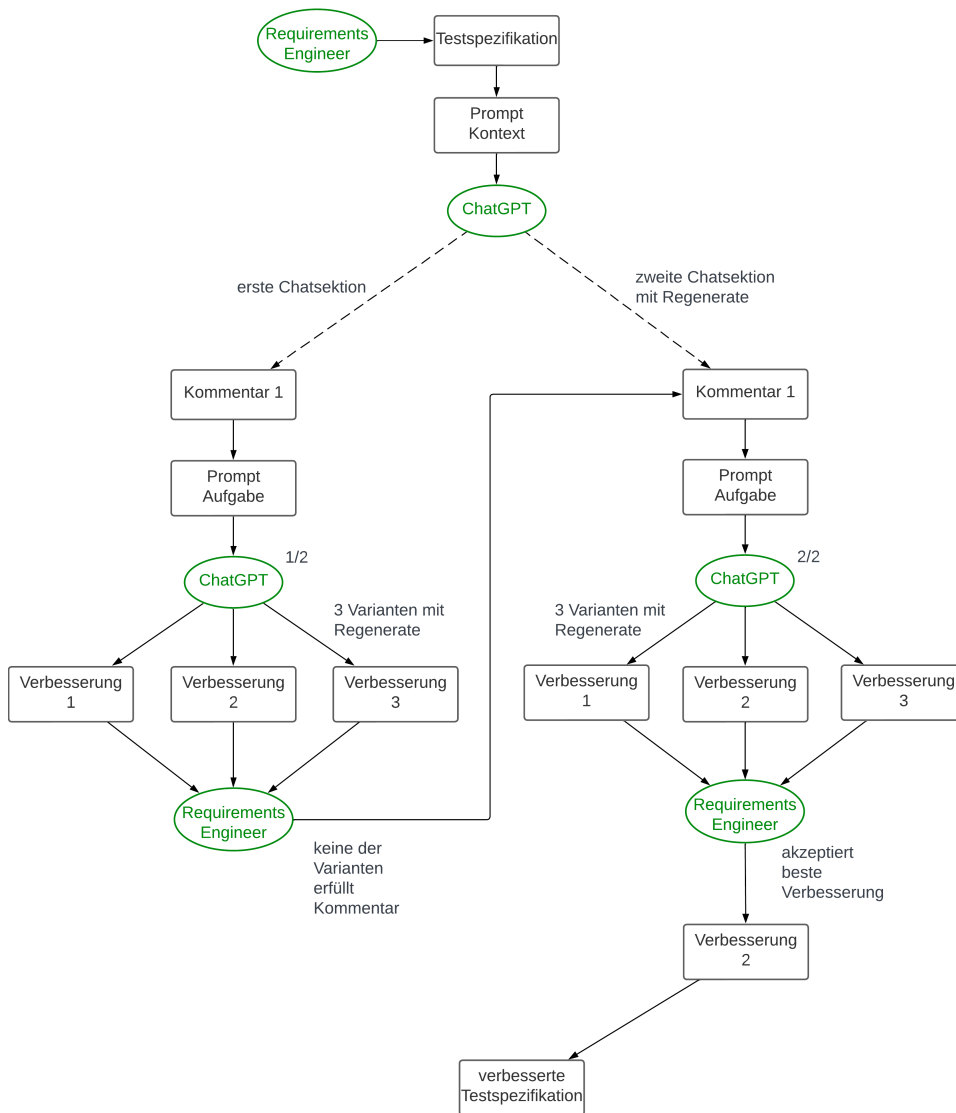 Requirements
Engineer
Testspezifikation
Prompt
Kontext
ChatGPT
erste Chatsektion
zweite Chatsektion
mit Regenerate
Kommentar 1
Prompt
Aufgabe
ChatGPT
1/2
3 Varianten mit
Regenerate
Verbesserung
1
Verbesserung
2
Verbesserung
3
Requirements
Engineer
keine der
Varianten
erfüllt
Kommentar
Kommentar 1
Prompt
Aufgabe
ChatGPT
2/2
3 Varianten mit
Regenerate
Verbesserung
1
Verbesserung
2
Verbesserung
3
Requirements
Engineer
akzeptiert
beste
Verbesserung
Verbesserung
2
verbesserte
Testspezifikation